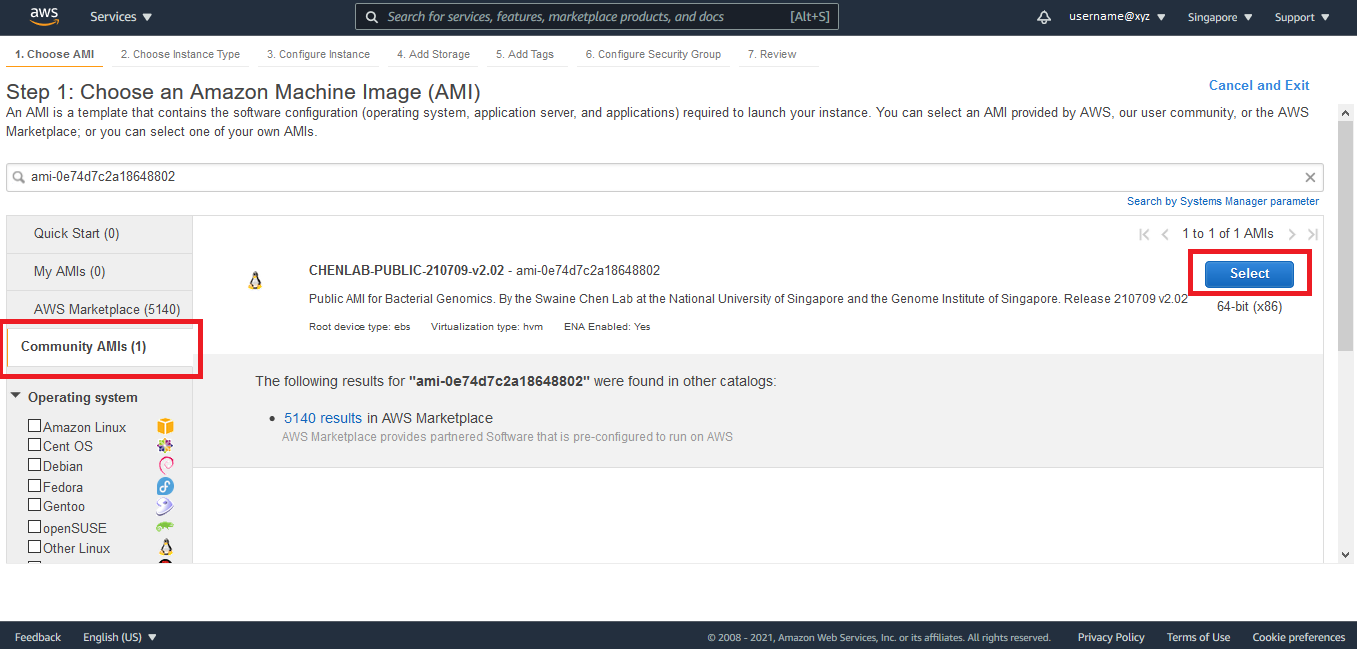 aws Services Search for services, features, marketplace products, and docs [Alt+S] username@xyz Singapore Support
1. Choose AMI 2. Choose Instance Type 3. Configure Instance 4. Add Storage 5. Add Tags 6. Configure Security Group 7. Review
Step 1: Choose an Amazon Machine Image (AMI)
Cancel and Exit
An AMI is a template that contains the software configuration (operating system, application server, and applications) required to launch your instance. You can select an AMI provided by AWS, our user community, or the AWS
Marketplace; or you can select one of your own AMIs.
ami-0e74d7c2a18648802
Search by Systems Manager parameter
Quick Start (0)
My AMIs (0)
AWS Marketplace (5140)
Community AMIs (1)
Operating system
Amazon Linux
Cent OS
Debian
Fedora
Gentoo
openSUSE
Other Linux
1 to 1 of 1 AMIs
CHENLAB-PUBLIC-210709-v2.02 - ami-0e74d7c2a18648802
Select
Public AMI for Bacterial Genomics. By the Swaine Chen Lab at the National University of Singapore and the Genome Institute of Singapore. Release 210709 v2.02
64-bit (x86)
Root device type: ebs Virtualization type: hvm ENA Enabled: Yes
The following results for "ami-0e74d7c2a18648802" were found in other catalogs:
5140 results in AWS Marketplace
AWS Marketplace provides partnered Software that is pre-configured to run on AWS
Feedback English (US) © 2008 - 2021, Amazon Web Services, Inc. or its affiliates. All rights reserved. Privacy Policy Terms of Use Cookie preferences